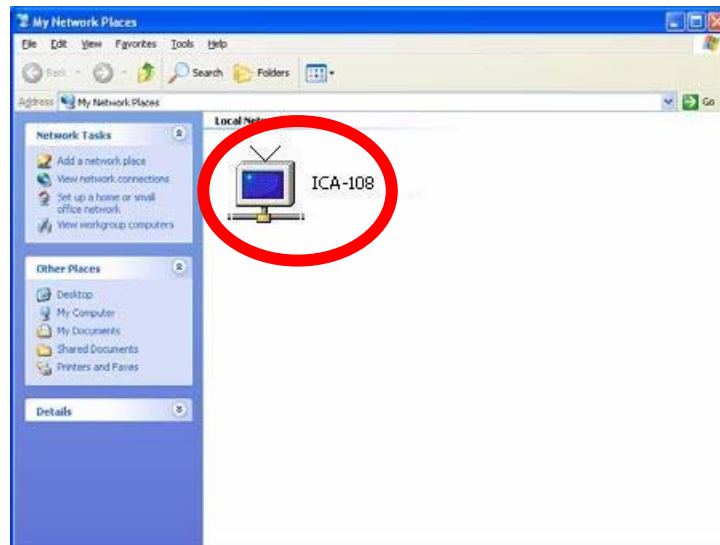 My Network Places
File Edit View Favorites Tools Help
Back Search Folders
Address My Network Places Go
Local Network
Network Tasks
Add a network place
View network connections
Set up a home or small
office network
View workgroup computers
ICA-108
Other Places
Desktop
My Computer
My Documents
Shared Documents
Printers and Faxes
Details